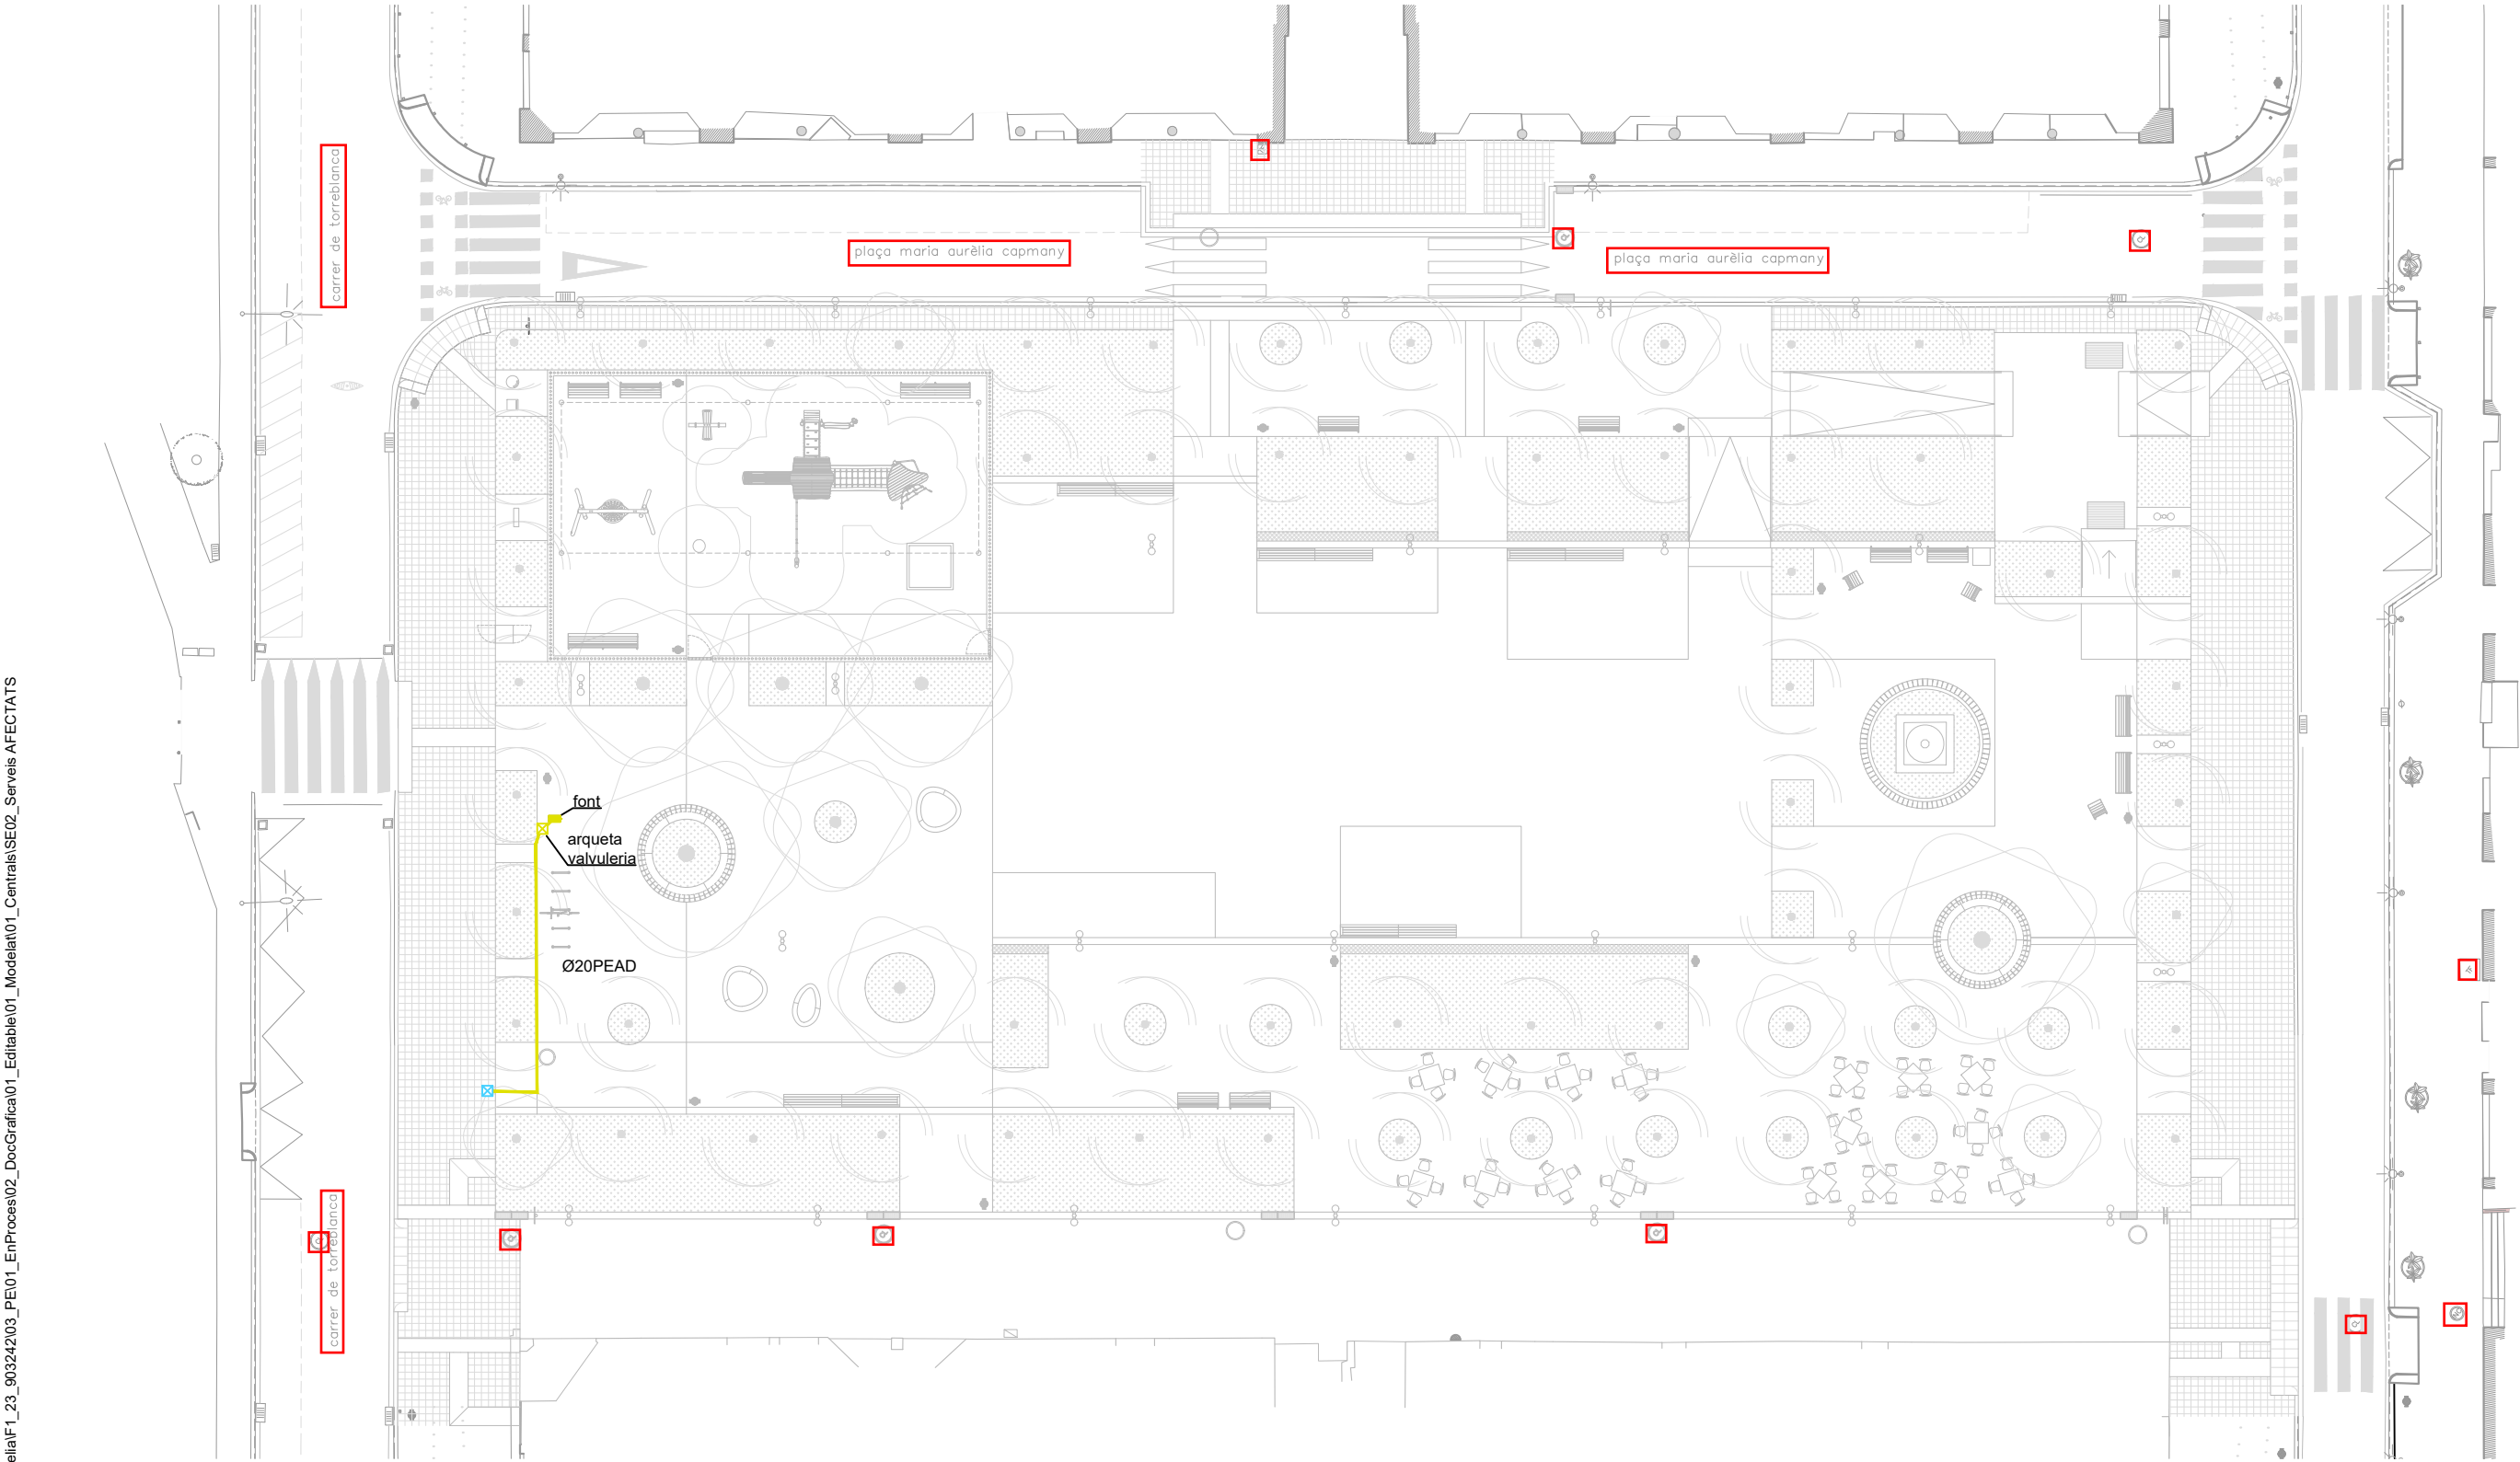 carrer de torreblanca
plaça maria aurèlia capmany
plaça maria aurèlia capmany
font
arqueta
valvuleria
Ø20PEAD
carrer de torreblanca
elia\F1_23_903242\03_PE\01_EnProces\02_DocGrafica\01_Editable\01_Modelat\01_Centrals\SE02_Serveis AFECTATS